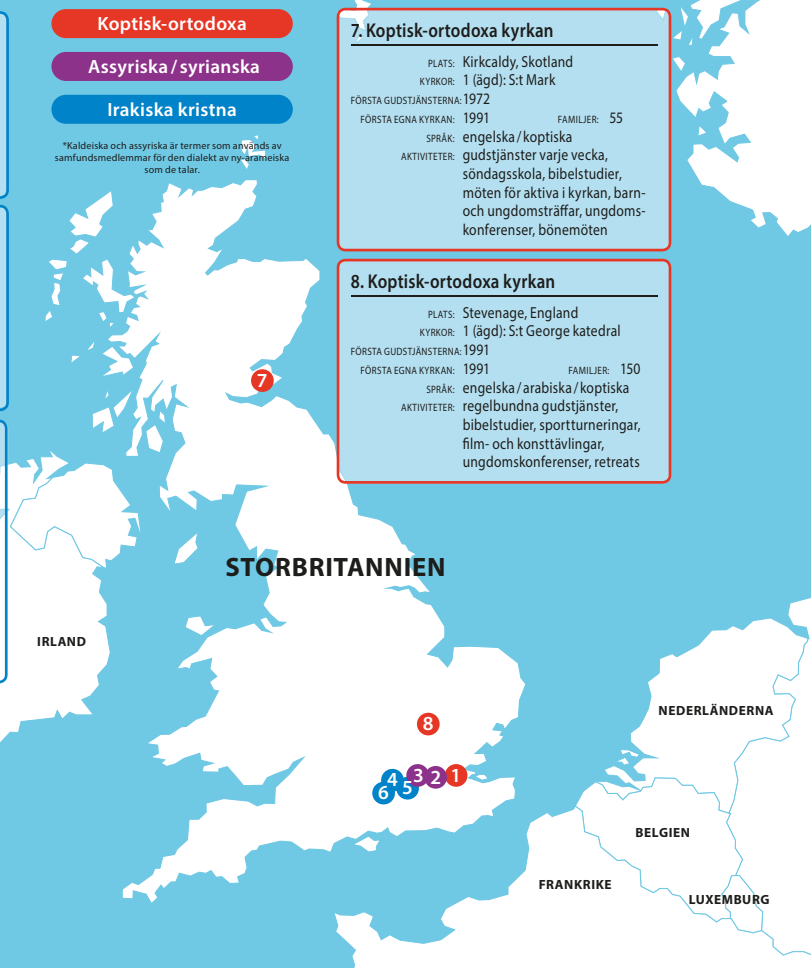 Koptisk-ortodoxa
Assyriska / syrianska
Irakiska kristna
*Kaldeiska och assyriska är termer som används av
samfundsmedlemmar för den dialekt av ny-arameiska
som de talar.
7. Koptisk-ortodoxa kyrkan
PLATS: Kirkcaldy, Skotland
KYRKOR: 1 (ägd): S:t Mark
FÖRSTA GUDSTJÄNSTERNA: 1972
FÖRSTA EGNA KYRKAN: 1991 FAMILJER: 55
SPRÅK: engelska / koptiska
AKTIVITETER: gudstjänster varje vecka,
söndagsskola, bibelstudier,
möten för aktiva i kyrkan, barn-
och ungdomsträffar, ungdoms-
konferenser, bönemöten
8. Koptisk-ortodoxa kyrkan
PLATS: Stevenage, England
KYRKOR: 1 (ägd): S:t George katedral
FÖRSTA GUDSTJÄNSTERNA: 1991
FÖRSTA EGNA KYRKAN: 1991 FAMILJER: 150
SPRÅK: engelska / arabiska / koptiska
AKTIVITETER: regelbundna gudstjänster,
bibelstudier, sportturneringar,
film- och konsttävlingar,
ungdomskonferenser, retreats
7
STORBRITANNIEN
IRLAND
NEDERLÄNDERNA
8
4 3 2 1
6 5
BELGIEN
FRANKRIKE
LUXEMBURG